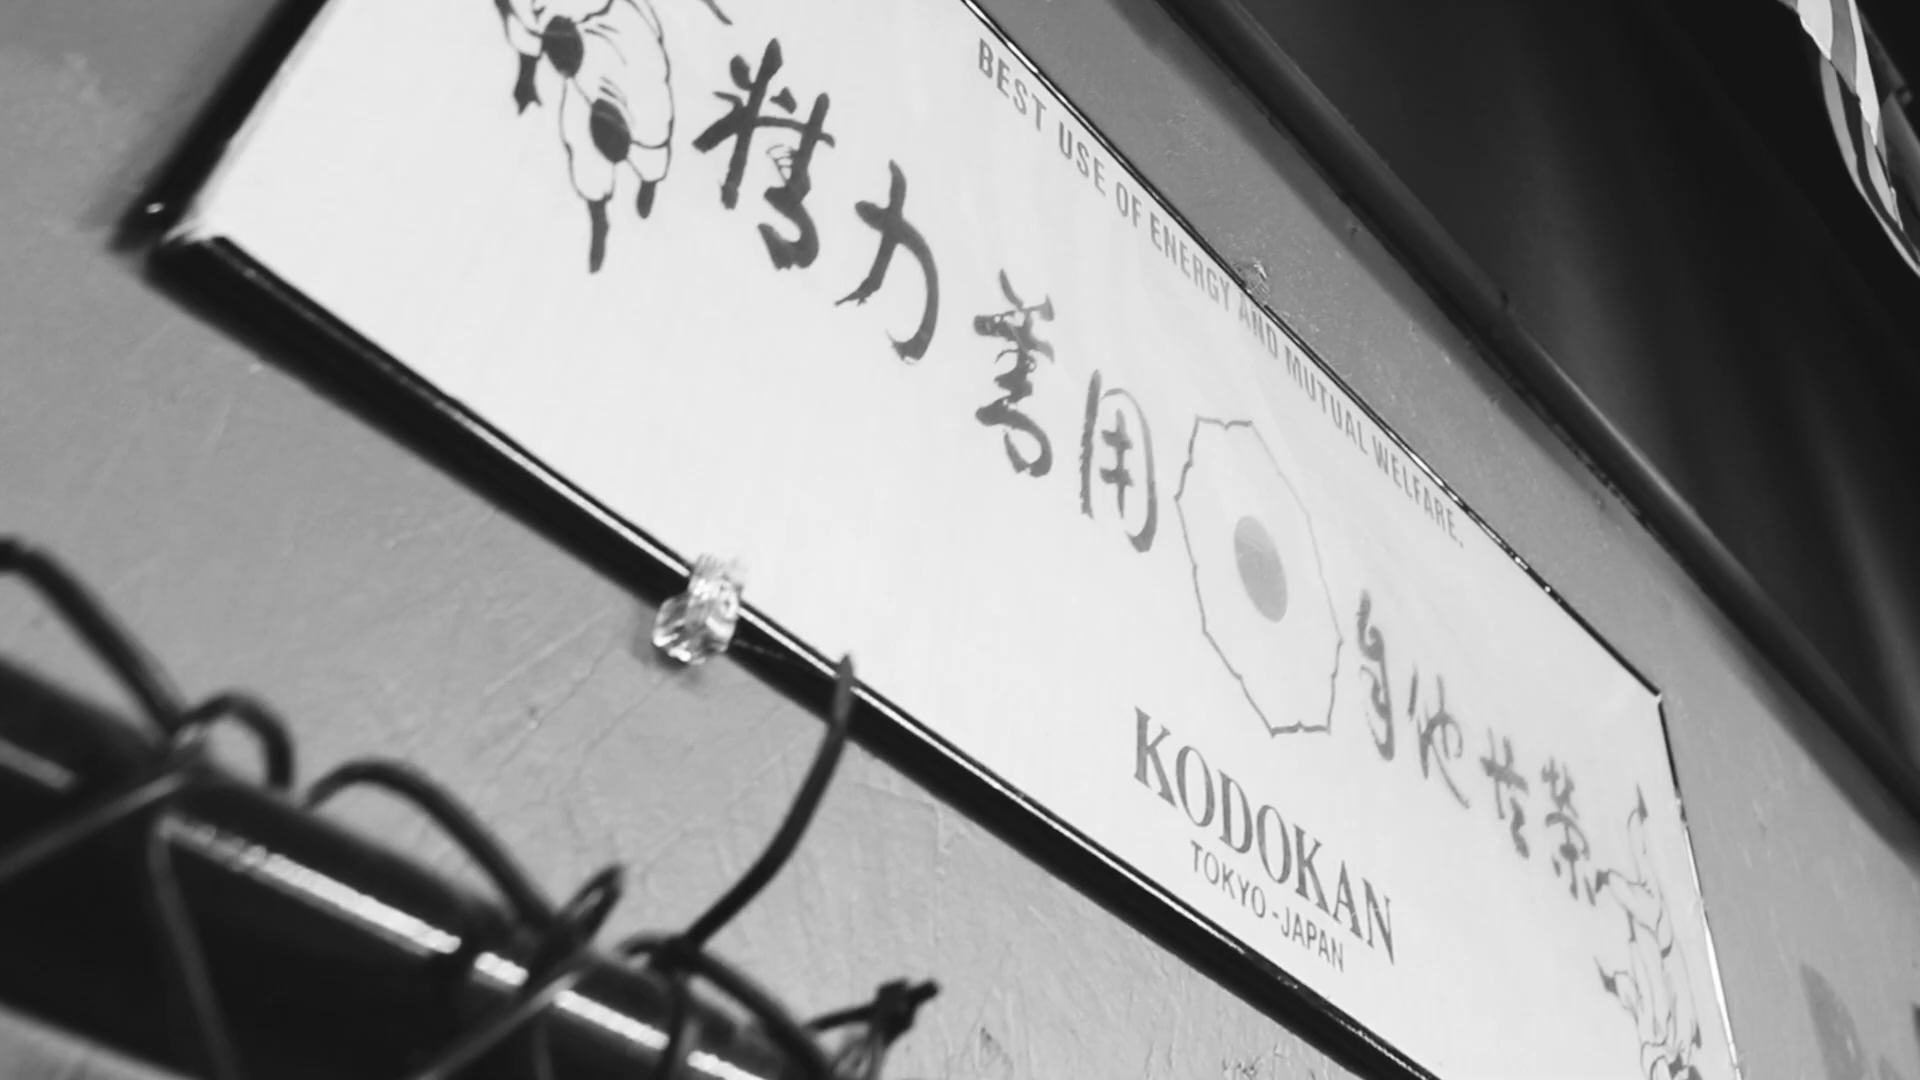 BEST USE OF ENERGY AND MUTUAL WELFARE.
精力善用
自他共栄
KODOKAN
TOKYO-JAPAN